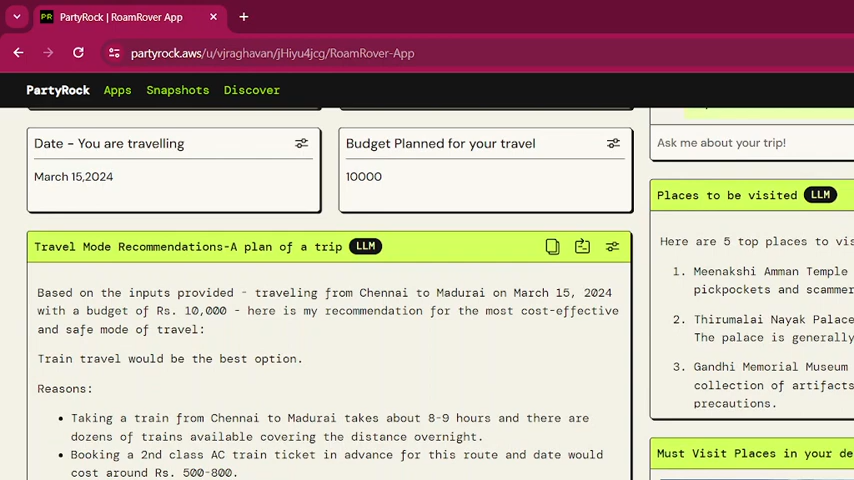 PR PartyRock | RoamRover App
partyrock.aws/u/vjraghavan/jHiyu4jcg/RoamRover-App
PartyRock Apps Snapshots Discover
Date - You are travelling
March 15,2024
Budget Planned for your travel
10000
Travel Mode Recommendations-A plan of a trip LLM
Based on the inputs provided - traveling from Chennai to Madurai on March 15, 2024
with a budget of Rs. 10,000 - here is my recommendation for the most cost-effective
and safe mode of travel:
Train travel would be the best option.
Reasons:
• Taking a train from Chennai to Madurai takes about 8-9 hours and there are
dozens of trains available covering the distance overnight.
• Booking a 2nd class AC train ticket in advance for this route and date would
cost around Rs. 500-800.
Ask me about your trip!
Places to be visited LLM
Here are 5 top places to vis
1. Meenakshi Amman Temple
pickpockets and scammer
2. Thirumalai Nayak Palace
The palace is generally
3. Gandhi Memorial Museum
collection of artifacts
precautions.
Must Visit Places in your de